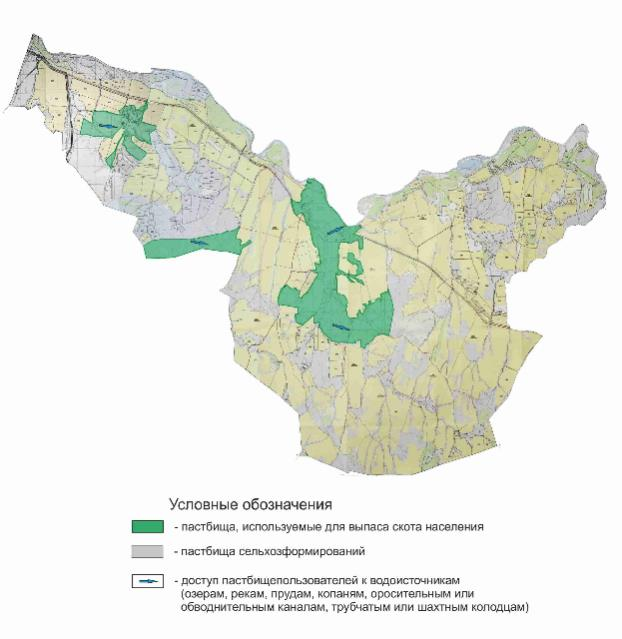 Условные обозначения
- пастбища, используемые для выпаса скота населения
- пастбища сельхозформирований
- доступ пастбищепользователей к водоисточникам
(озерам, рекам, прудам, копаням, оросительным или
обводнительным каналам, трубчатым или шахтным колодцам)